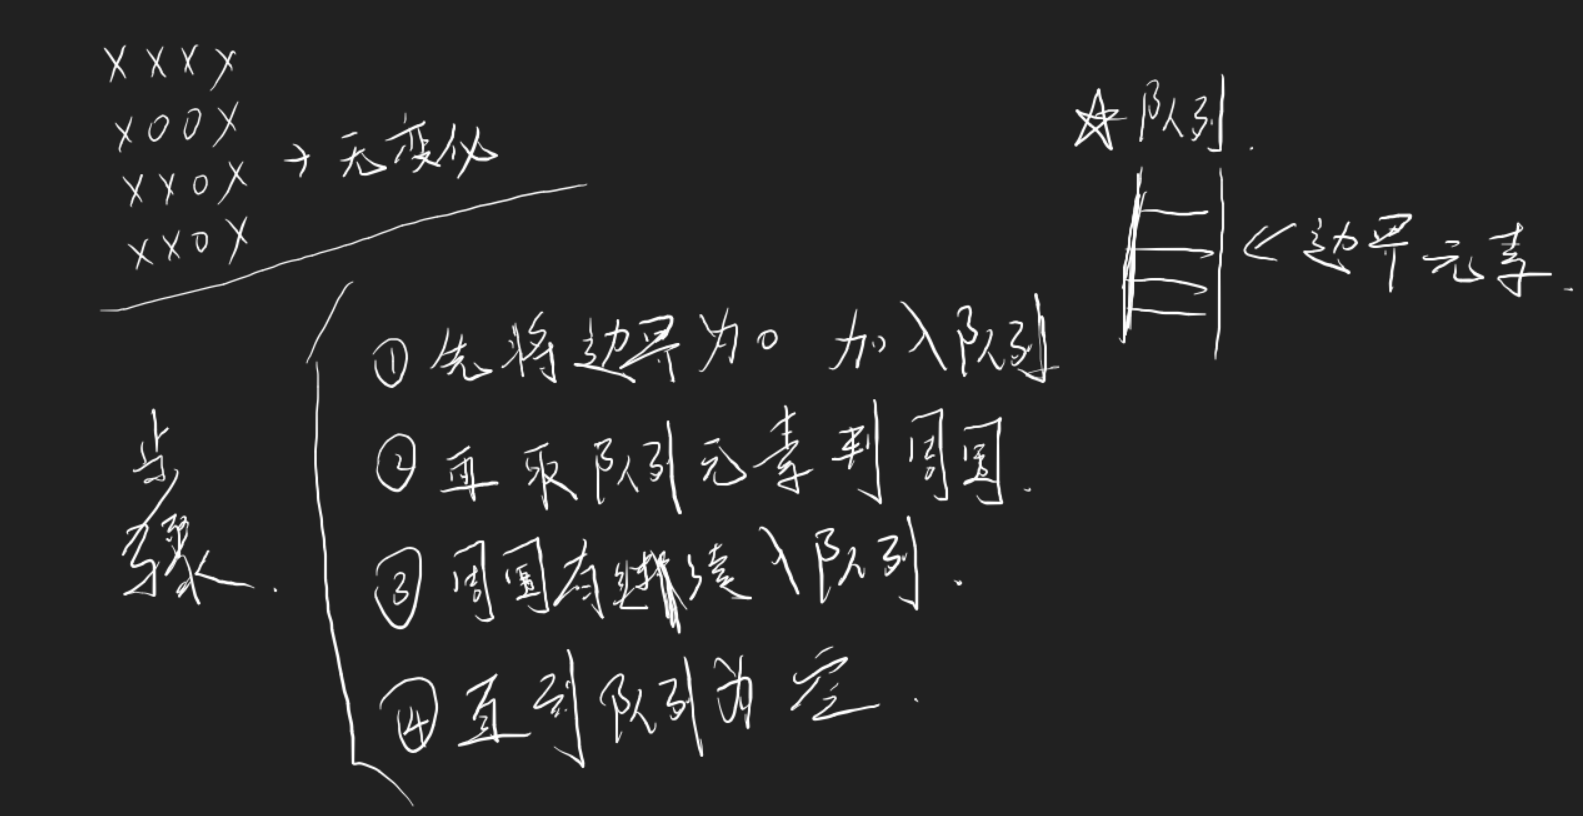 X X X X
X O O X
X X O X
X X O X
→ 无变化
☆ 队列.
← 边界元素.
步骤.
① 先将边界为O 加入队列
② 再取队列元素判周围.
③ 周围有继续入队列.
④ 直到队列为空.